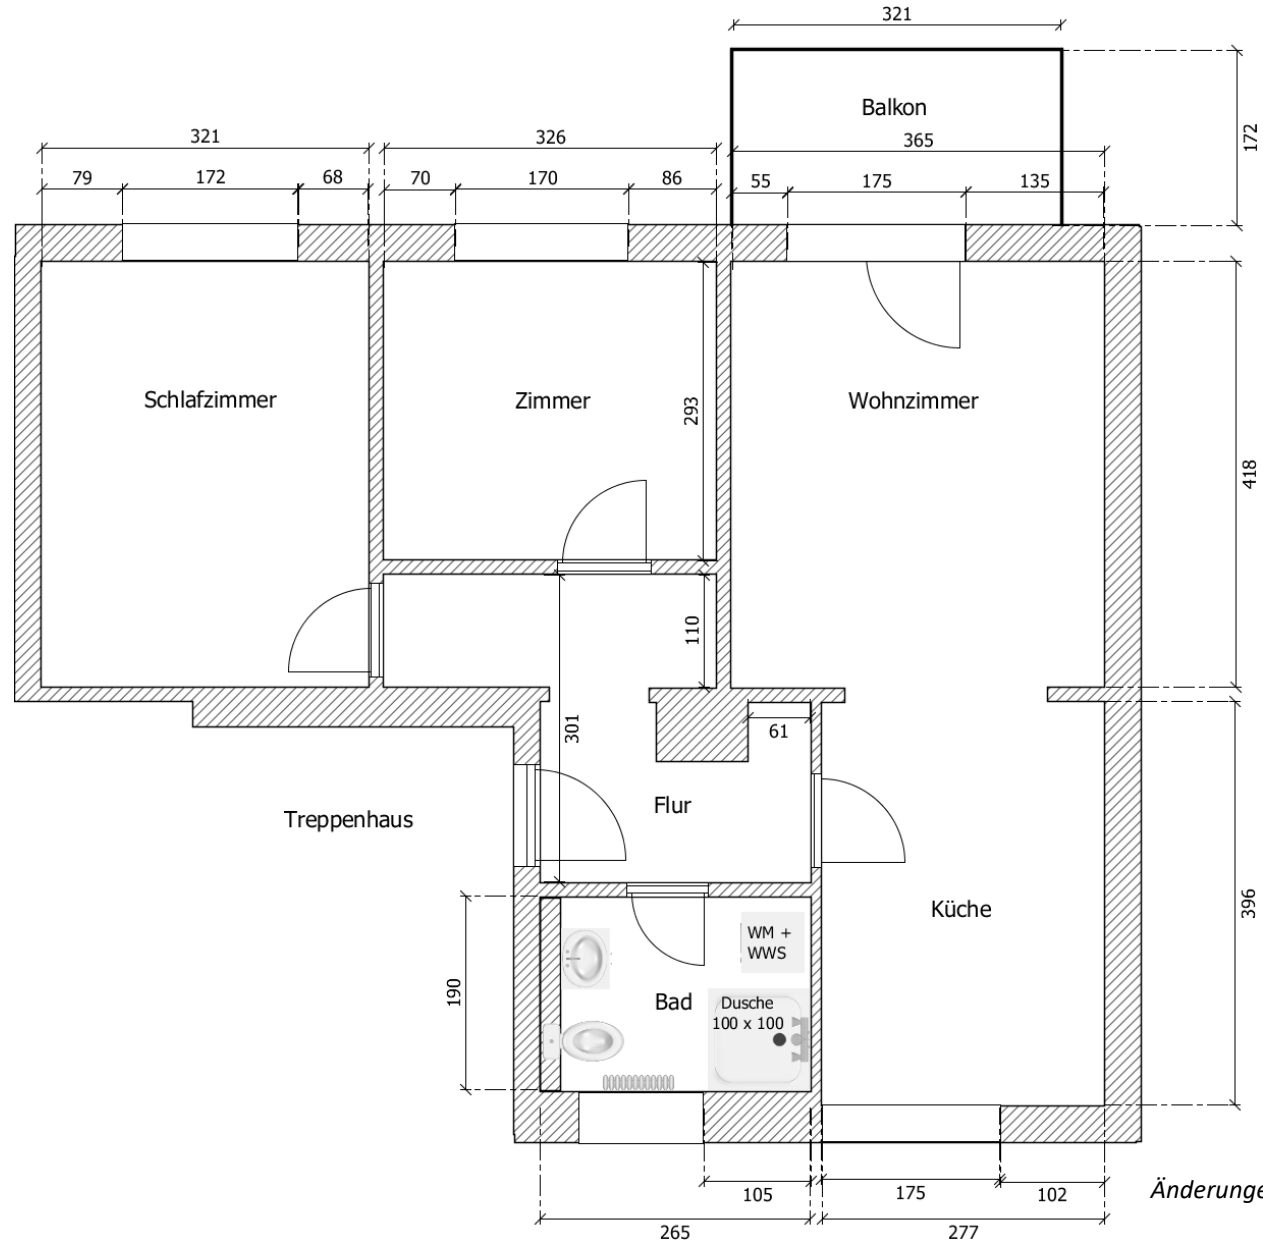 321
Balkon
172
321
326
365
79
172
68
70
170
86
55
175
135
Schlafzimmer
Zimmer
293
Wohnzimmer
418
110
301
61
Treppenhaus
Flur
Küche
396
190
WM +
WWS
Bad
Dusche
100 x 100
105
175
102
Änderunge
265
277